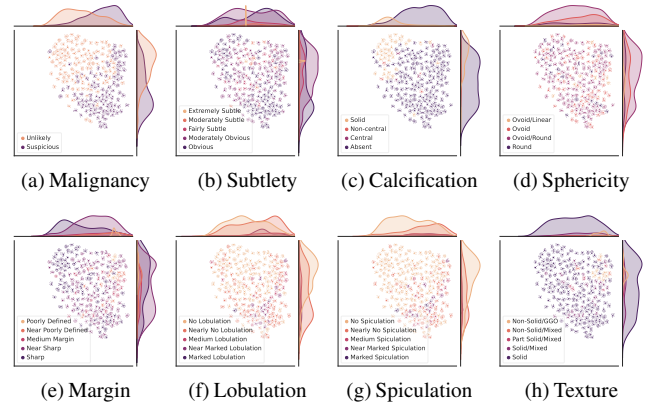 Unlikely
Suspicious
(a) Malignancy
Extremely Subtle
Moderately Subtle
Fairly Subtle
Moderately Obvious
Obvious
(b) Subtlety
Solid
Non-central
Central
Absent
(c) Calcification
Ovoid/Linear
Ovoid
Ovoid/Round
Round
(d) Sphericity
Poorly Defined
Near Poorly Defined
Medium Margin
Near Sharp
Sharp
(e) Margin
No Lobulation
Nearly No Lobulation
Medium Lobulation
Near Marked Lobulation
Marked Lobulation
(f) Lobulation
No Spiculation
Nearly No Spiculation
Medium Spiculation
Near Marked Spiculation
Marked Spiculation
(g) Spiculation
Non-Solid/GGO
Non-Solid/Mixed
Part Solid/Mixed
Solid/Mixed
Solid
(h) Texture